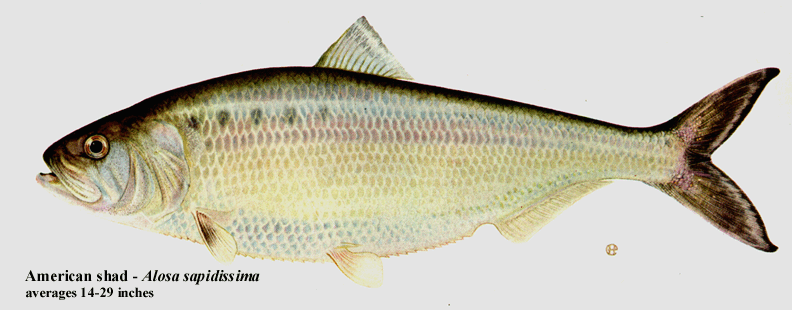 American shad - Alosa sapidissima
averages 14-29 inches